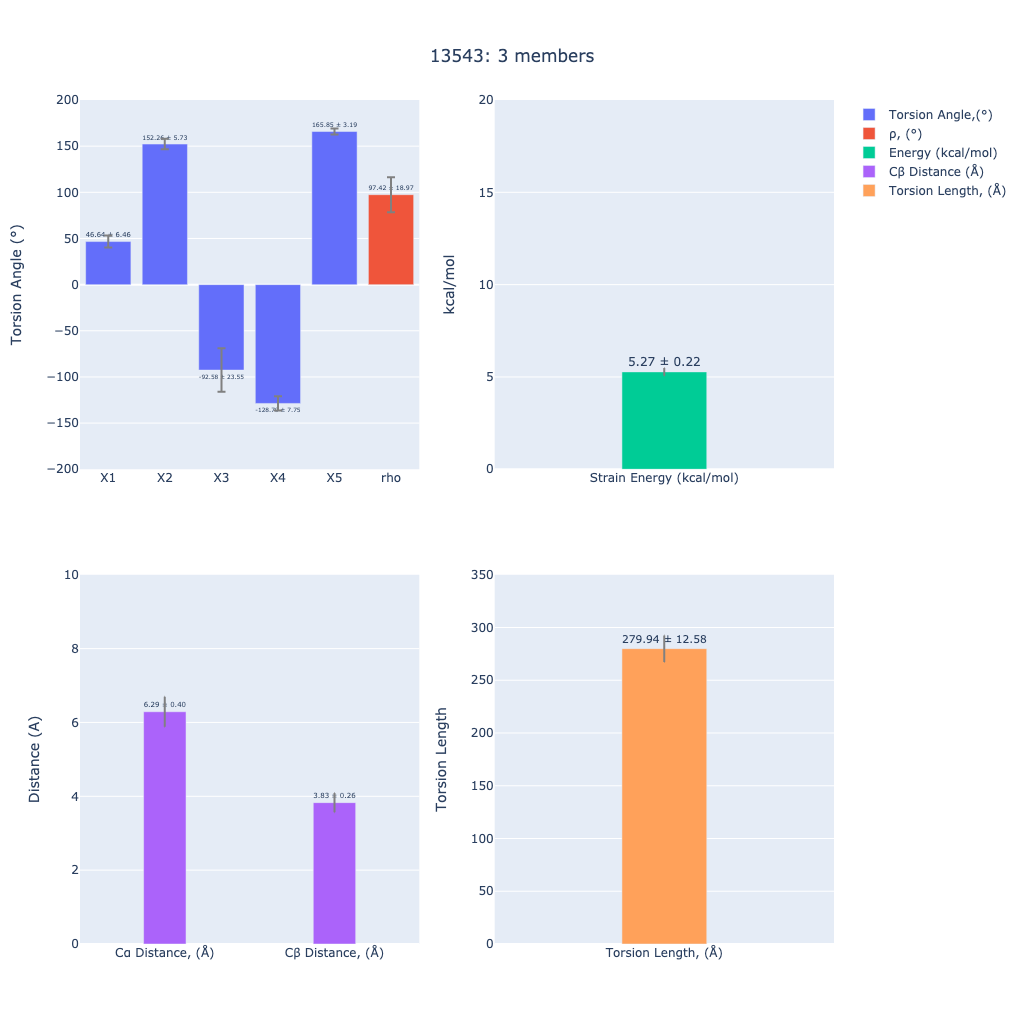 13543: 3 members
Torsion Angle (°)
200
150
100
50
0
−50
−100
−150
−200
46.64 ± 6.46
152.26 ± 5.73
-92.58 ± 23.55
165.85 ± 3.19
97.42 ± 18.97
X1 X2 X3 X4 X5 rho
kcal/mol
20
15
10
5
0
5.27 ± 0.22
Strain Energy (kcal/mol)
Torsion Angle,(°)
ρ, (°)
Energy (kcal/mol)
Cβ Distance (Å)
Torsion Length, (Å)
Distance (A)
10
8
6
4
2
0
6.29 ± 0.40
3.83 ± 0.26
Cα Distance, (Å) Cβ Distance, (Å)
Torsion Length
350
300
250
200
150
100
50
0
279.94 ± 12.58
Torsion Length, (Å)